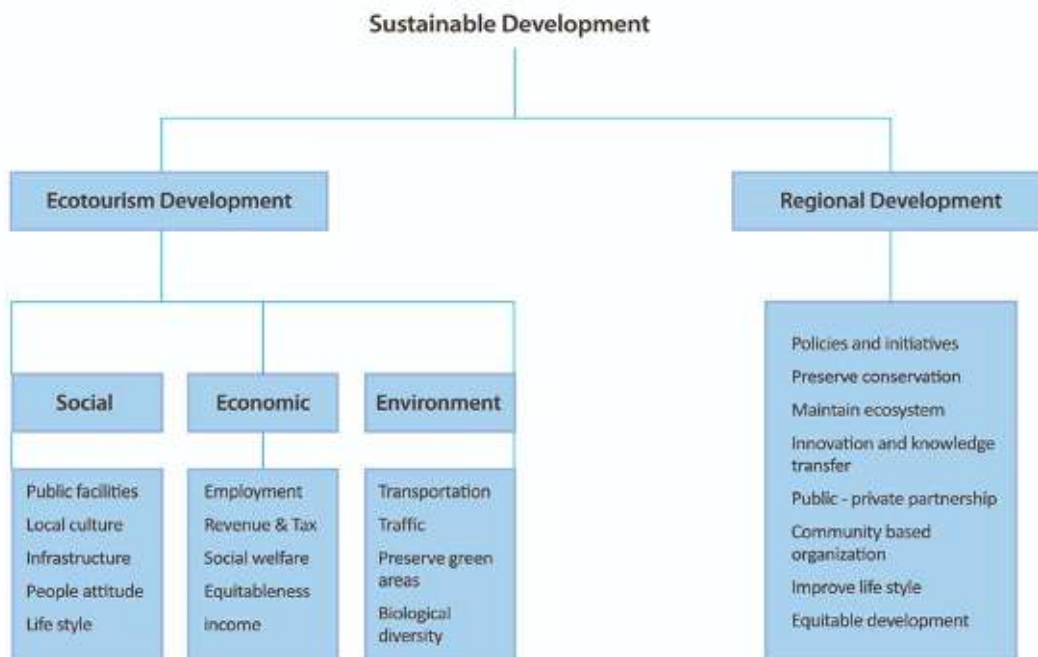 Sustainable Development
Ecotourism Development
Regional Development
Social
Economic
Environment
Public facilities
Local culture
Infrastructure
People attitude
Life style
Employment
Revenue & Tax
Social welfare
Equitableness
income
Transportation
Traffic
Preserve green
areas
Biological
diversity
Policies and initiatives
Preserve conservation
Maintain ecosystem
Innovation and knowledge
transfer
Public - private partnership
Community based
organization
Improve life style
Equitable development